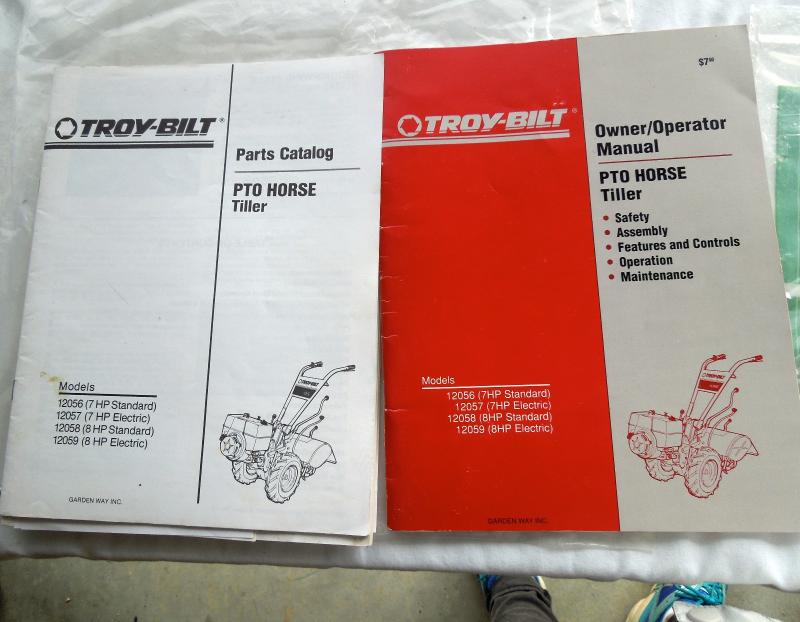 TROY-BILT®
Parts Catalog
PTO HORSE
Tiller
Models
12056 (7 HP Standard)
12057 (7 HP Electric)
12058 (8 HP Standard)
12059 (8 HP Electric)
GARDEN WAY INC.
$7.00
TROY-BILT®
Owner/Operator
Manual
PTO HORSE
Tiller
• Safety
• Assembly
• Features and Controls
• Operation
• Maintenance
Models
12056 (7HP Standard)
12057 (7HP Electric)
12058 (8HP Standard)
12059 (8HP Electric)
GARDEN WAY INC.